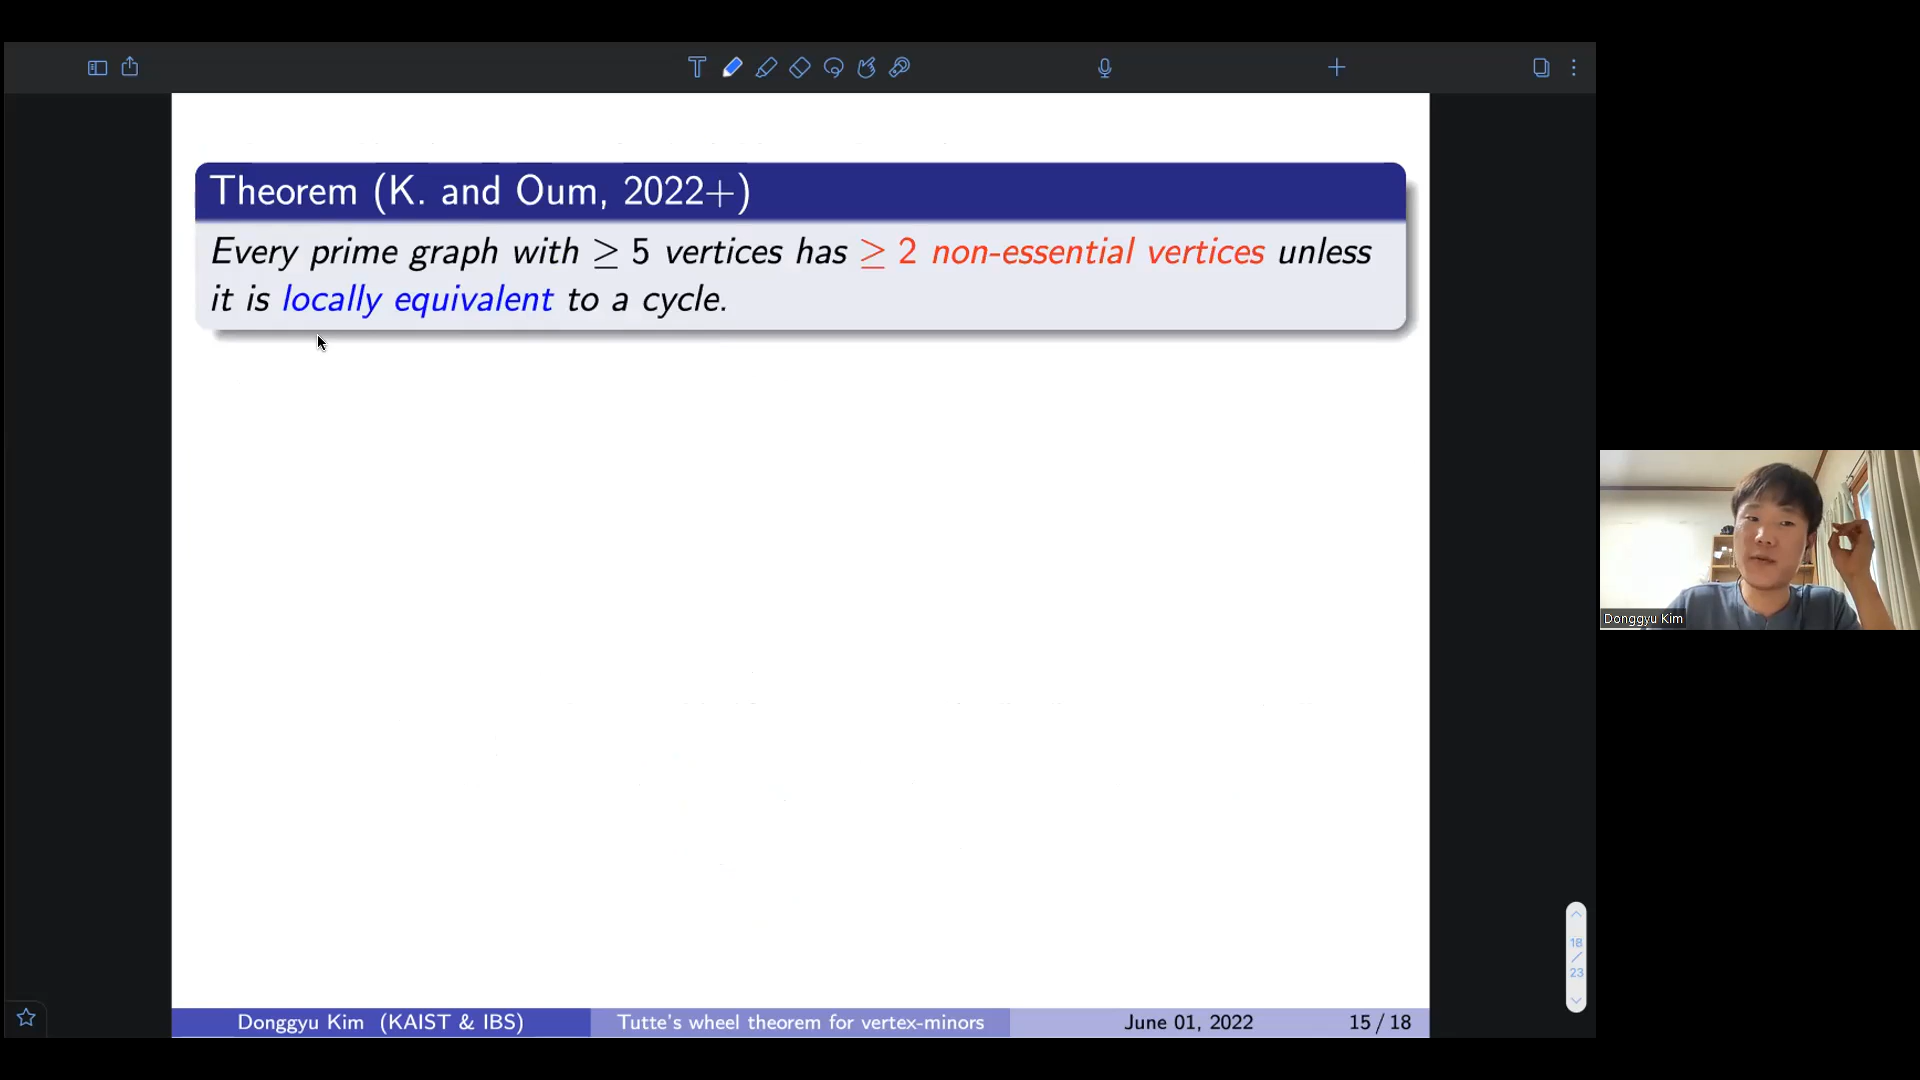 Theorem (K. and Oum, 2022+)
Every prime graph with ≥ 5 vertices has ≥ 2 non-essential vertices unless
it is locally equivalent to a cycle.
Donggyu Kim
18
/
23
Donggyu Kim (KAIST & IBS) Tutte's wheel theorem for vertex-minors June 01, 2022 15 / 18